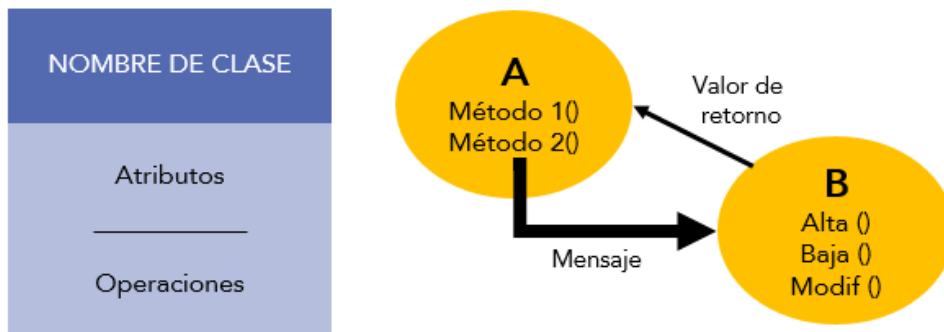 NOMBRE DE CLASE
Atributos
Operaciones
A
Método 1()
Método 2()
Valor de
retorno
Mensaje
B
Alta ()
Baja ()
Modif ()